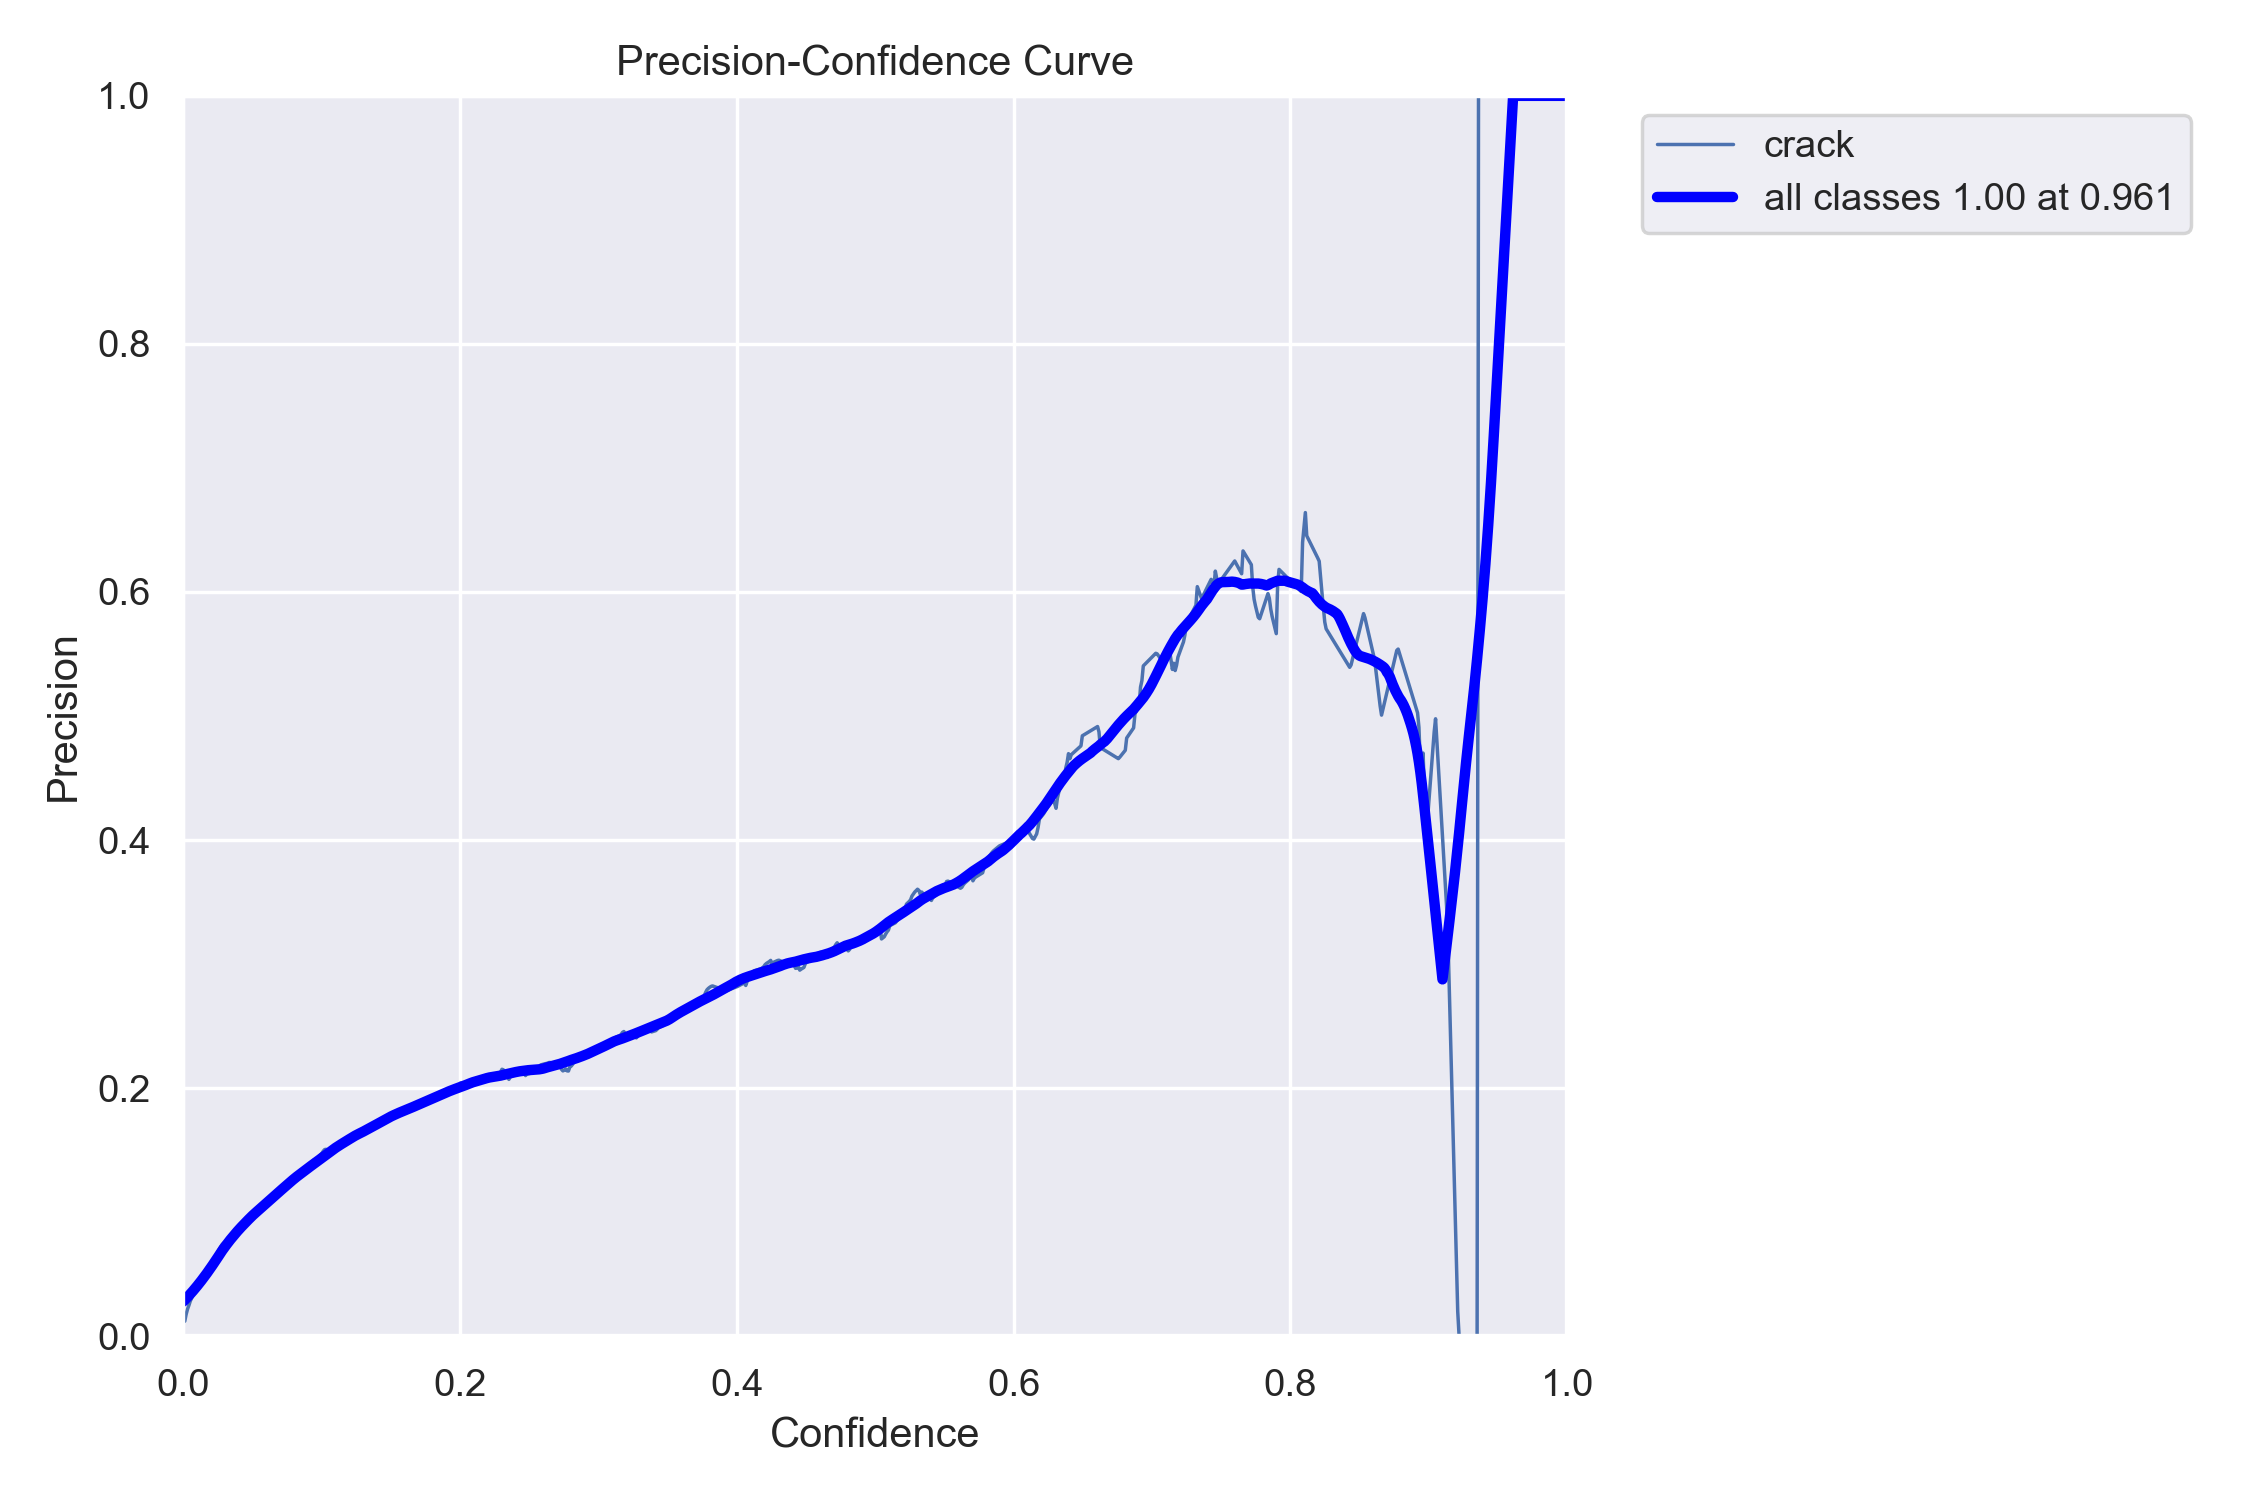 Precision-Confidence Curve
1.0
0.8
0.6
0.4
0.2
0.0
Precision
0.0 0.2 0.4 0.6 0.8 1.0
Confidence
crack
all classes 1.00 at 0.961